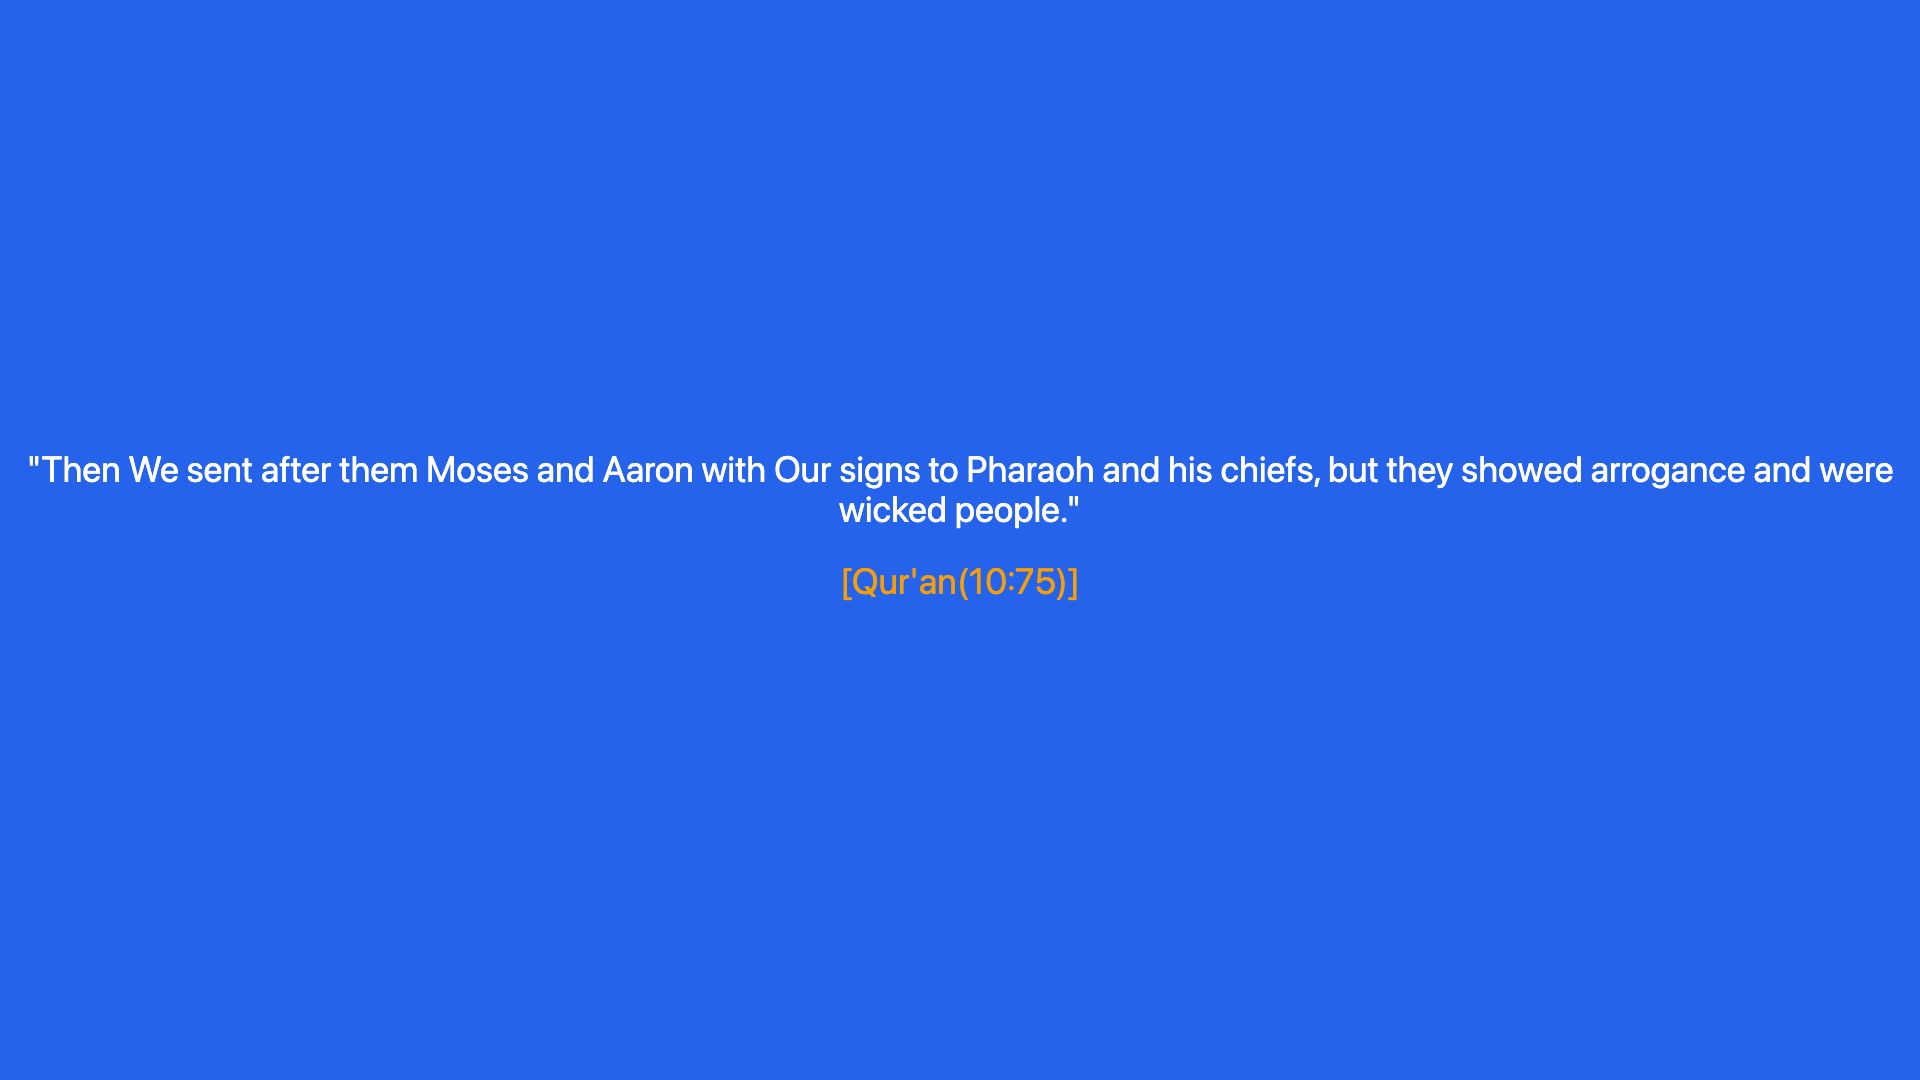 "Then We sent after them Moses and Aaron with Our signs to Pharaoh and his chiefs, but they showed arrogance and were
wicked people."
[Qur'an(10:75)]